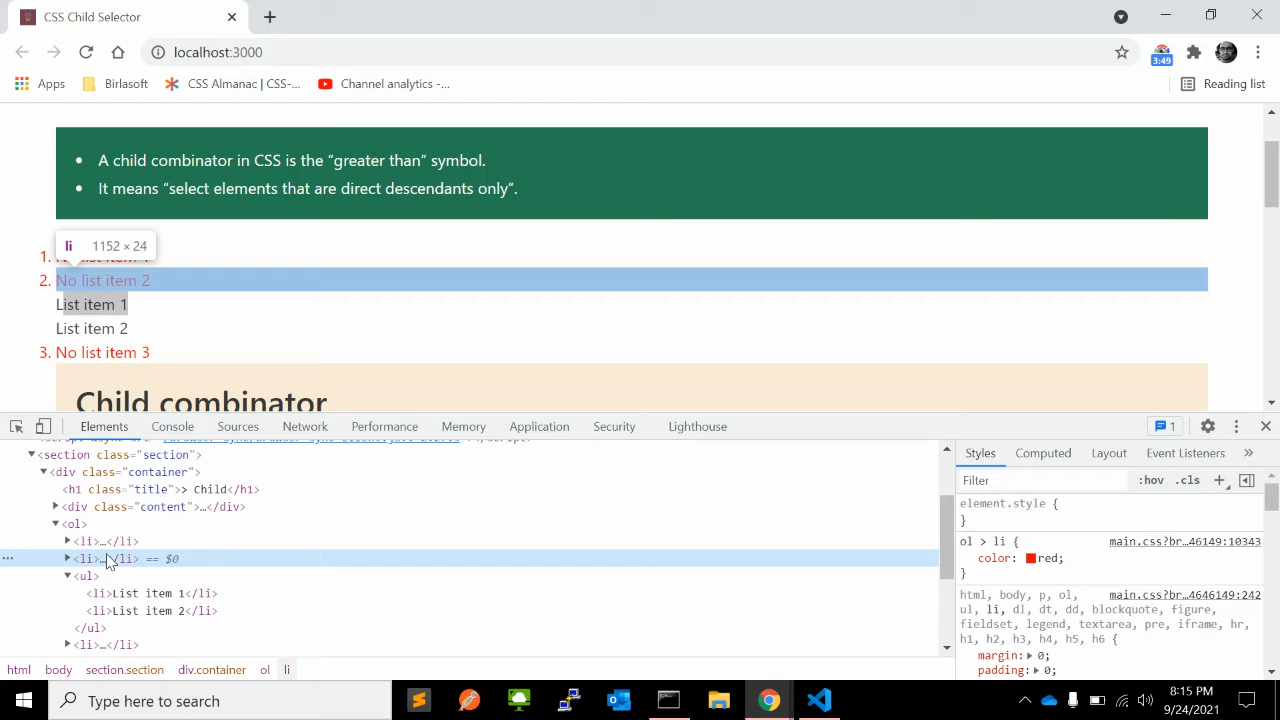 CSS Child Selector
localhost:3000
3:49
Apps
Birlasoft
CSS Almanac | CSS-...
Channel analytics -...
Reading list
• A child combinator in CSS is the “greater than“ symbol.
• It means “select elements that are direct descendants only”.
li 1152 × 24
1.
2. No list item 2
List item 1
List item 2
3. No list item 3
Child combinator
Elements Console Sources Network Performance Memory Application Security Lighthouse 1
<section class="section">
<div class="container">
<h1 class="title">> Child</h1>
<div class="content">…</div>
<ol>
<li>…</li>
<li>…</li> == $0
<ul>
<li>List item 1</li>
<li>List item 2</li>
</ul>
<li>…</li>
html body section.section div.container ol li
Styles Computed Layout Event Listeners »
Filter :hov .cls +
element.style {
}
ol > li { main.css?br…46149:10343
color: red;
}
html, body, p, ol, main.css?br…4646149:242
ul, li, dl, dt, dd, blockquote, figure,
fieldset, legend, textarea, pre, iframe, hr,
h1, h2, h3, h4, h5, h6 {
margin: 0;
padding: 0;
Type here to search
8:15 PM
9/24/2021